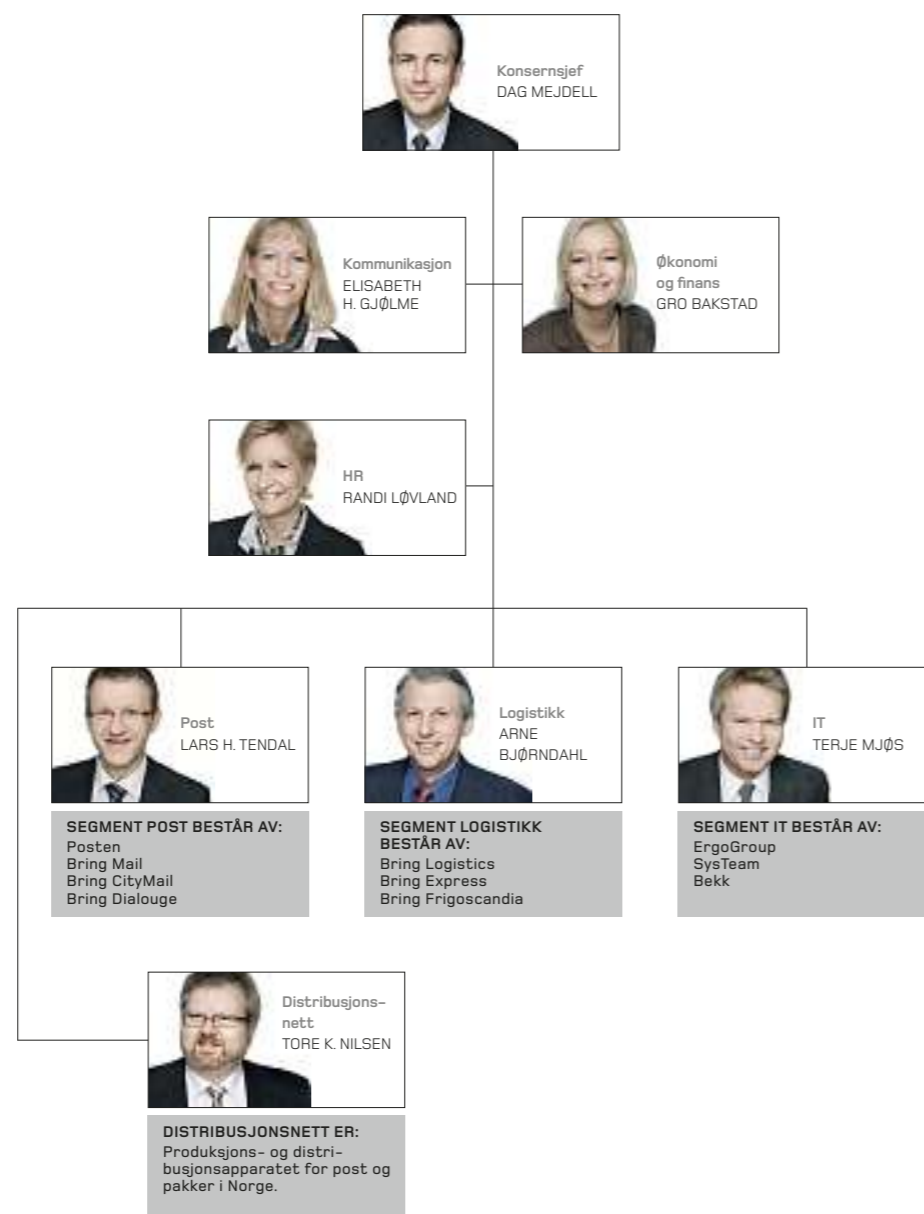 Konsernsjef
DAG MEJDELL
Kommunikasjon
ELISABETH
H. GJØLME
Økonomi
og finans
GRO BAKSTAD
HR
RANDI LØVLAND
Post
LARS H. TENDAL
Logistikk
ARNE
BJØRNDAHL
IT
TERJE MJØS
SEGMENT POST BESTÅR AV:
Posten
Bring Mail
Bring CityMail
Bring Dialouge
SEGMENT LOGISTIKK
BESTÅR AV:
Bring Logistics
Bring Express
Bring Frigoscandia
SEGMENT IT BESTÅR AV:
ErgoGroup
SysTeam
Bekk
Distribusjons-
nett
TORE K. NILSEN
DISTRIBUSJONSNETT ER:
Produksjons- og distri-
busjonsapparatet for post og
pakker i Norge.